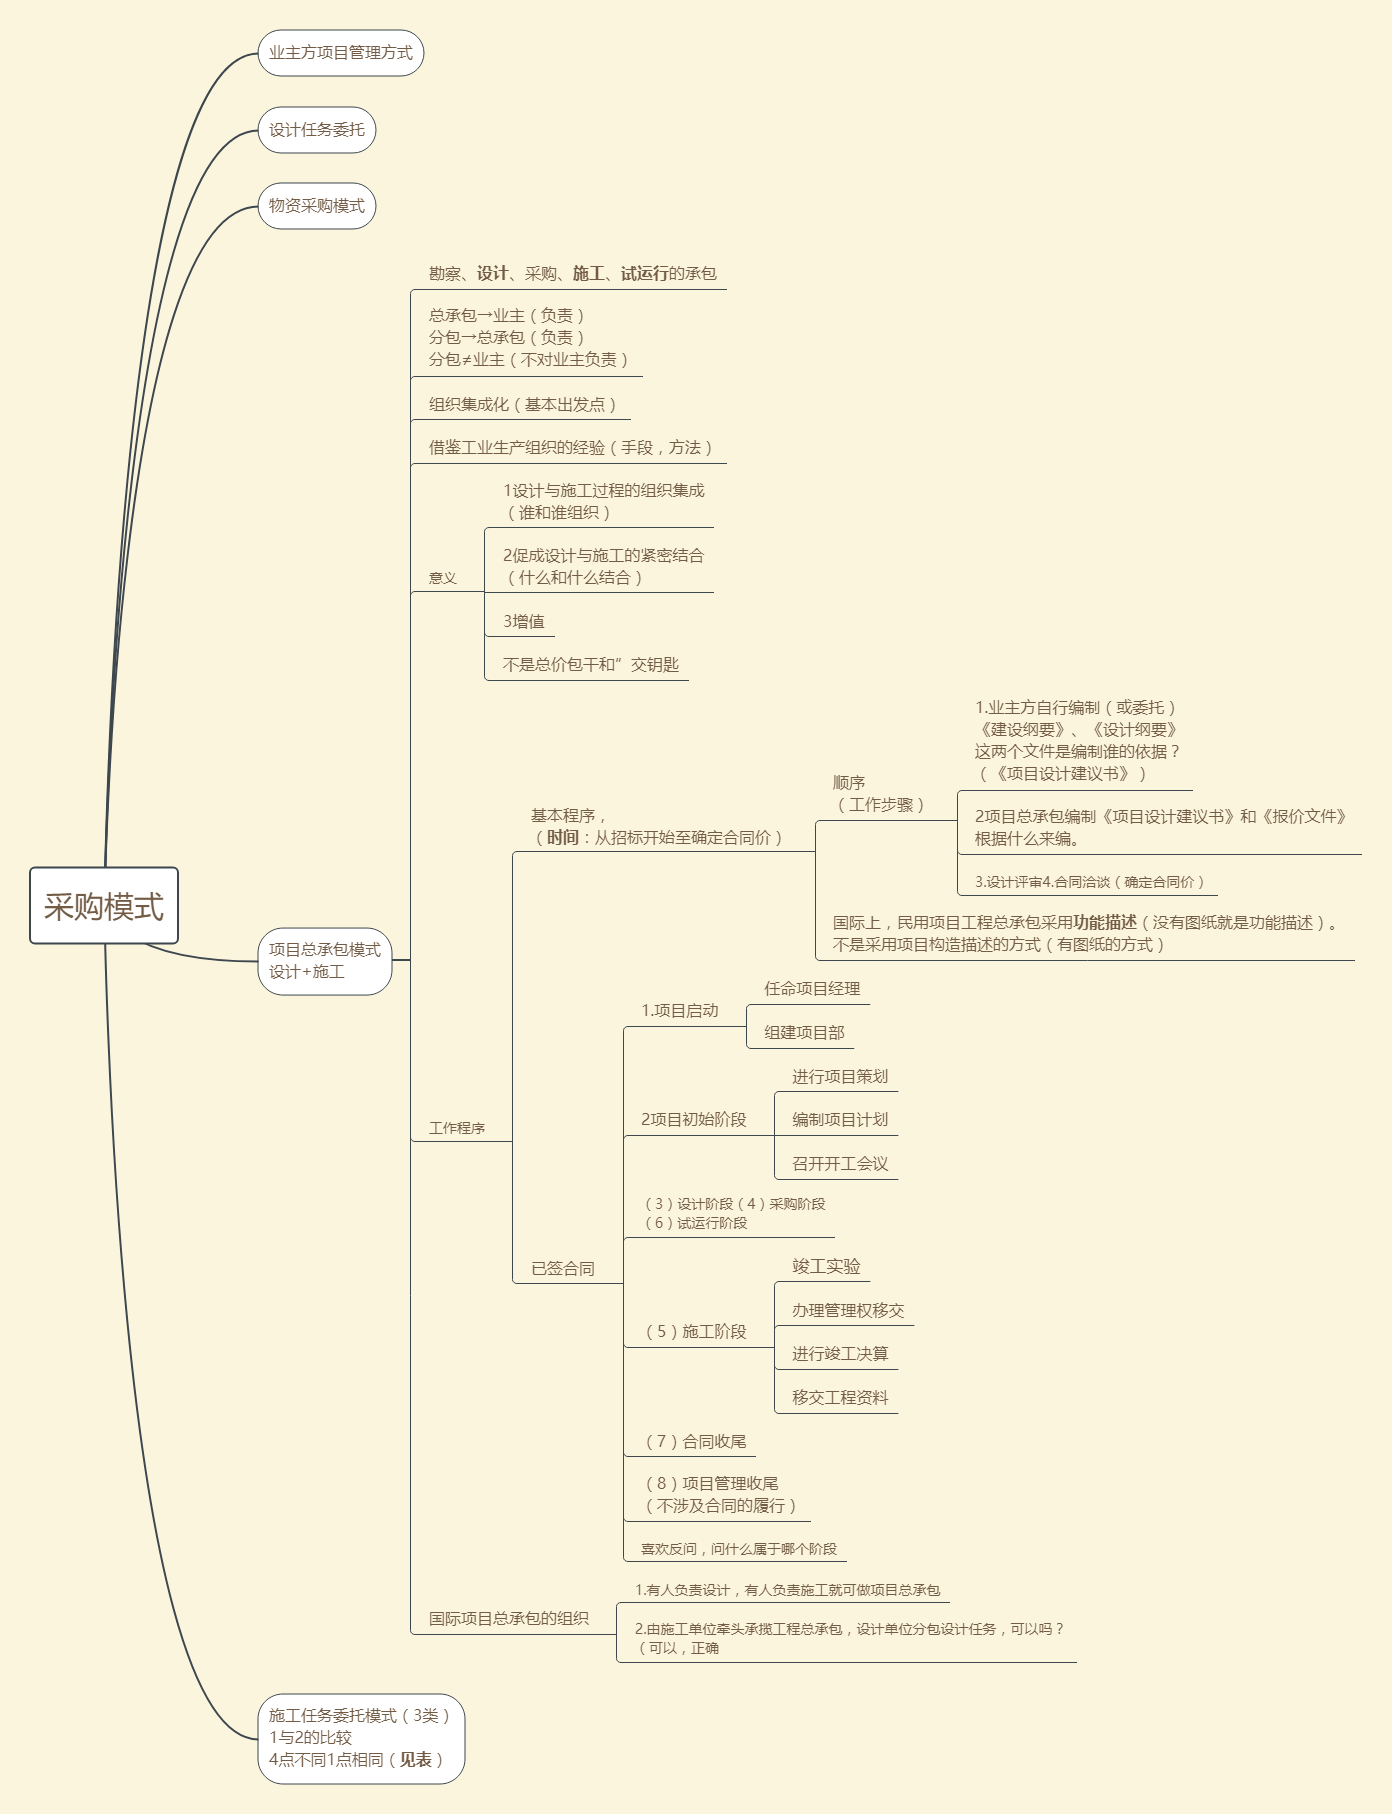 业主方项目管理方式
设计任务委托
物资采购模式
勘察、设计、采购、施工、试运行的承包
总承包→业主（负责）
分包→总承包（负责）
分包≠业主（不对业主负责）
组织集成化（基本出发点）
借鉴工业生产组织的经验（手段，方法）
意义
1设计与施工过程的组织集成
（谁和谁组织）
2促成设计与施工的紧密结合
（什么和什么结合）
3增值
不是总价包干和”交钥匙
采购模式
项目总承包模式
设计+施工
工作程序
基本程序，
（时间：从招标开始至确定合同价）
顺序
（工作步骤）
1.业主方自行编制（或委托）
《建设纲要》、《设计纲要》
这两个文件是编制谁的依据？
（《项目设计建议书》）
2项目总承包编制《项目设计建议书》和《报价文件》
根据什么来编。
3.设计评审4.合同洽谈（确定合同价）
国际上，民用项目工程总承包采用功能描述（没有图纸就是功能描述）。
不是采用项目构造描述的方式（有图纸的方式）
已签合同
1.项目启动
任命项目经理
组建项目部
2项目初始阶段
进行项目策划
编制项目计划
召开开工会议
（3）设计阶段（4）采购阶段
（6）试运行阶段
（5）施工阶段
竣工实验
办理管理权移交
进行竣工决算
移交工程资料
（7）合同收尾
（8）项目管理收尾
（不涉及合同的履行）
喜欢反问，问什么属于哪个阶段
国际项目总承包的组织
1.有人负责设计，有人负责施工就可做项目总承包
2.由施工单位牵头承揽工程总承包，设计单位分包设计任务，可以吗？
（可以，正确
施工任务委托模式（3类）
1与2的比较
4点不同1点相同（见表）